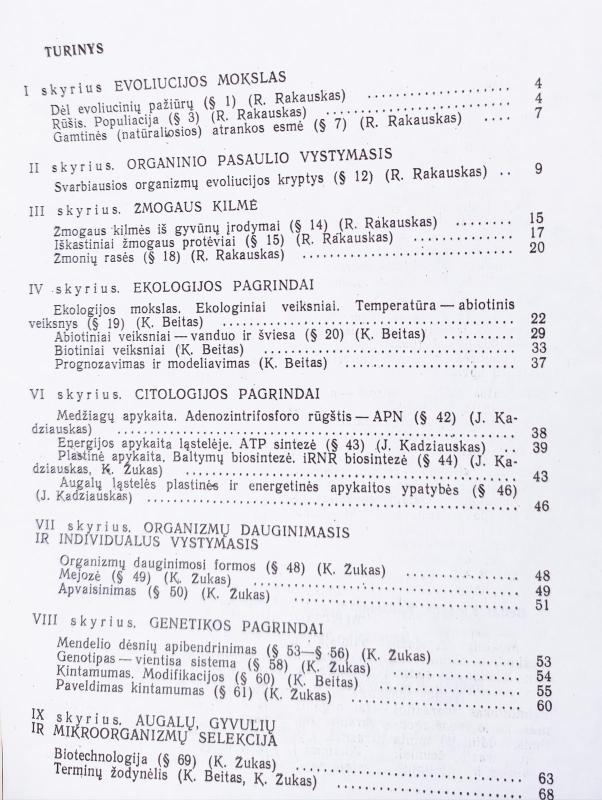 TURINYS
I skyrius EVOLIUCIJOS MOKSLAS
Dėl evoliucinių pažiūrų (§ 1) (R. Rakauskas) 4
Rūšis. Populiacija (§ 3) (R. Rakauskas) 4
Gamtinės (natūraliosios) atrankos esmė (§ 7) (R. Rakauskas) 7
II skyrius. ORGANINIO PASAULIO VYSTYMASIS
Svarbiausios organizmų evoliucijos kryptys (§ 12) (R. Rakauskas) 9
III skyrius. ŽMOGAUS KILMĖ
Žmogaus kilmės iš gyvūnų įrodymai (§ 14) (R. Rakauskas) 15
Iškastiniai žmogaus protėviai (§ 15) (R. Rakauskas) 17
Žmonių rasės (§ 18) (R. Rakauskas) 20
IV skyrius. EKOLOGIJOS PAGRINDAI
Ekologijos mokslas. Ekologiniai veiksniai. Temperatūra — abiotinis
veiksnys (§ 19) (K. Beitas) 22
Abiotiniai veiksniai — vanduo ir šviesa (§ 20) (K. Beitas) 29
Biotiniai veiksniai (K. Beitas) 33
Prognozavimas ir modeliavimas (K. Beitas) 37
VI skyrius. CITOLOGIJOS PAGRINDAI
Medžiagų apykaita. Adenozintrifosforo rūgštis — APN (§ 42) (J. Ka-
dziauskas) 38
Energijos apykaita ląstelėje. ATP sintezė (§ 43) (J. Kadziauskas) 39
Plastinė apykaita. Baltymų biosintezė. iRNR biosintezė (§ 44) (J. Ka-
dziauskas, K. Žukas) 43
Augalų ląstelės plastinės ir energetinės apykaitos ypatybės (§ 46)
(J. Kadziauskas) 46
VII skyrius. ORGANIZMŲ DAUGINIMASIS
IR INDIVIDUALUS VYSTYMASIS
Organizmų dauginimosi formos (§ 48) (K. Žukas) 48
Mejozė (§ 49) (K. Žukas) 49
Apvaisinimas (§ 50) (K. Žukas) 51
VIII skyrius. GENETIKOS PAGRINDAI
Mendelio dėsnių apibendrinimas (§ 53—§ 56) (K. Žukas) 53
Genotipas — vientisa sistema (§ 58) (K. Žukas) 54
Kintamumas. Modifikacijos (§ 60) (K. Beitas) 55
Paveldimas kintamumas (§ 61) (K. Žukas) 60
IX skyrius. AUGALŲ, GYVULIŲ
IR MIKROORGANIZMŲ SELEKCIJA
Biotechnologija (§ 69) (K. Žukas) 63
Terminų žodynėlis (K. Beitas, K. Žukas) 68